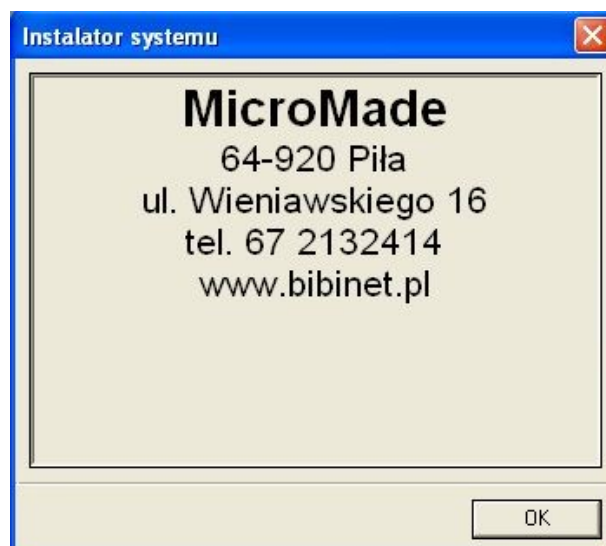 Instalator systemu
MicroMade
64-920 Piła
ul. Wieniawskiego 16
tel. 67 2132414
www.bibinet.pl
OK